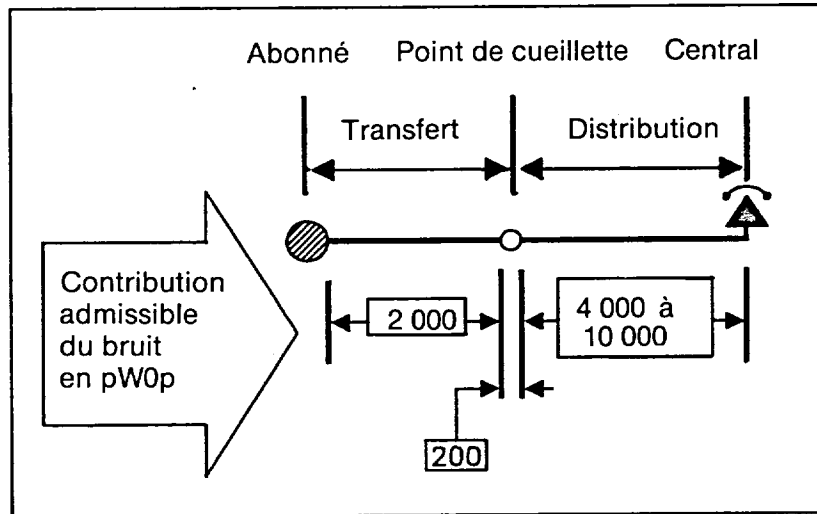 Abonné Point de cueillette Central
Transfert Distribution
Contribution
admissible
du bruit
en pW0p
2 000
4 000 à
10 000
200